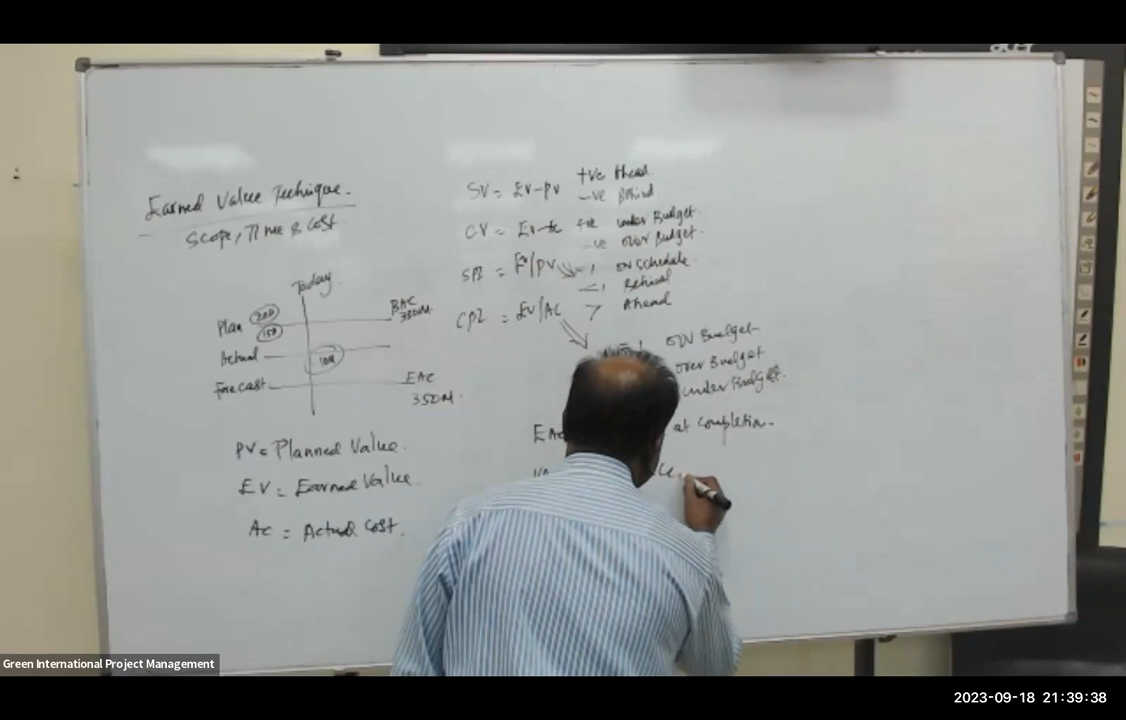 acer
Earned Value Technique.
Scope, Time & Cost
Today
Plan 200
150
BAC
350M.
Actual
100
Forecast
EAC
350M.
PV = Planned Value.
EV = Earned Value.
AC = Actual Cost.
SV = EV-PV +ve Ahead.
-ve Behind
CV = EV-AC +ve under Budget.
-ve over Budget.
SPI = EV/PV =1 on schedule.
<1 Behind
> Ahead
CPI = EV/AC
on Budget
over Budget
under Budget.
EAC at Completion.
Green International Project Management
2023-09-18 21:39:38